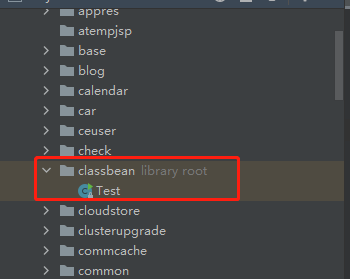 appres
atempjsp
base
blog
calendar
car
ceuser
check
classbean library root
Test
cloudstore
clusterupgrade
commcache
common